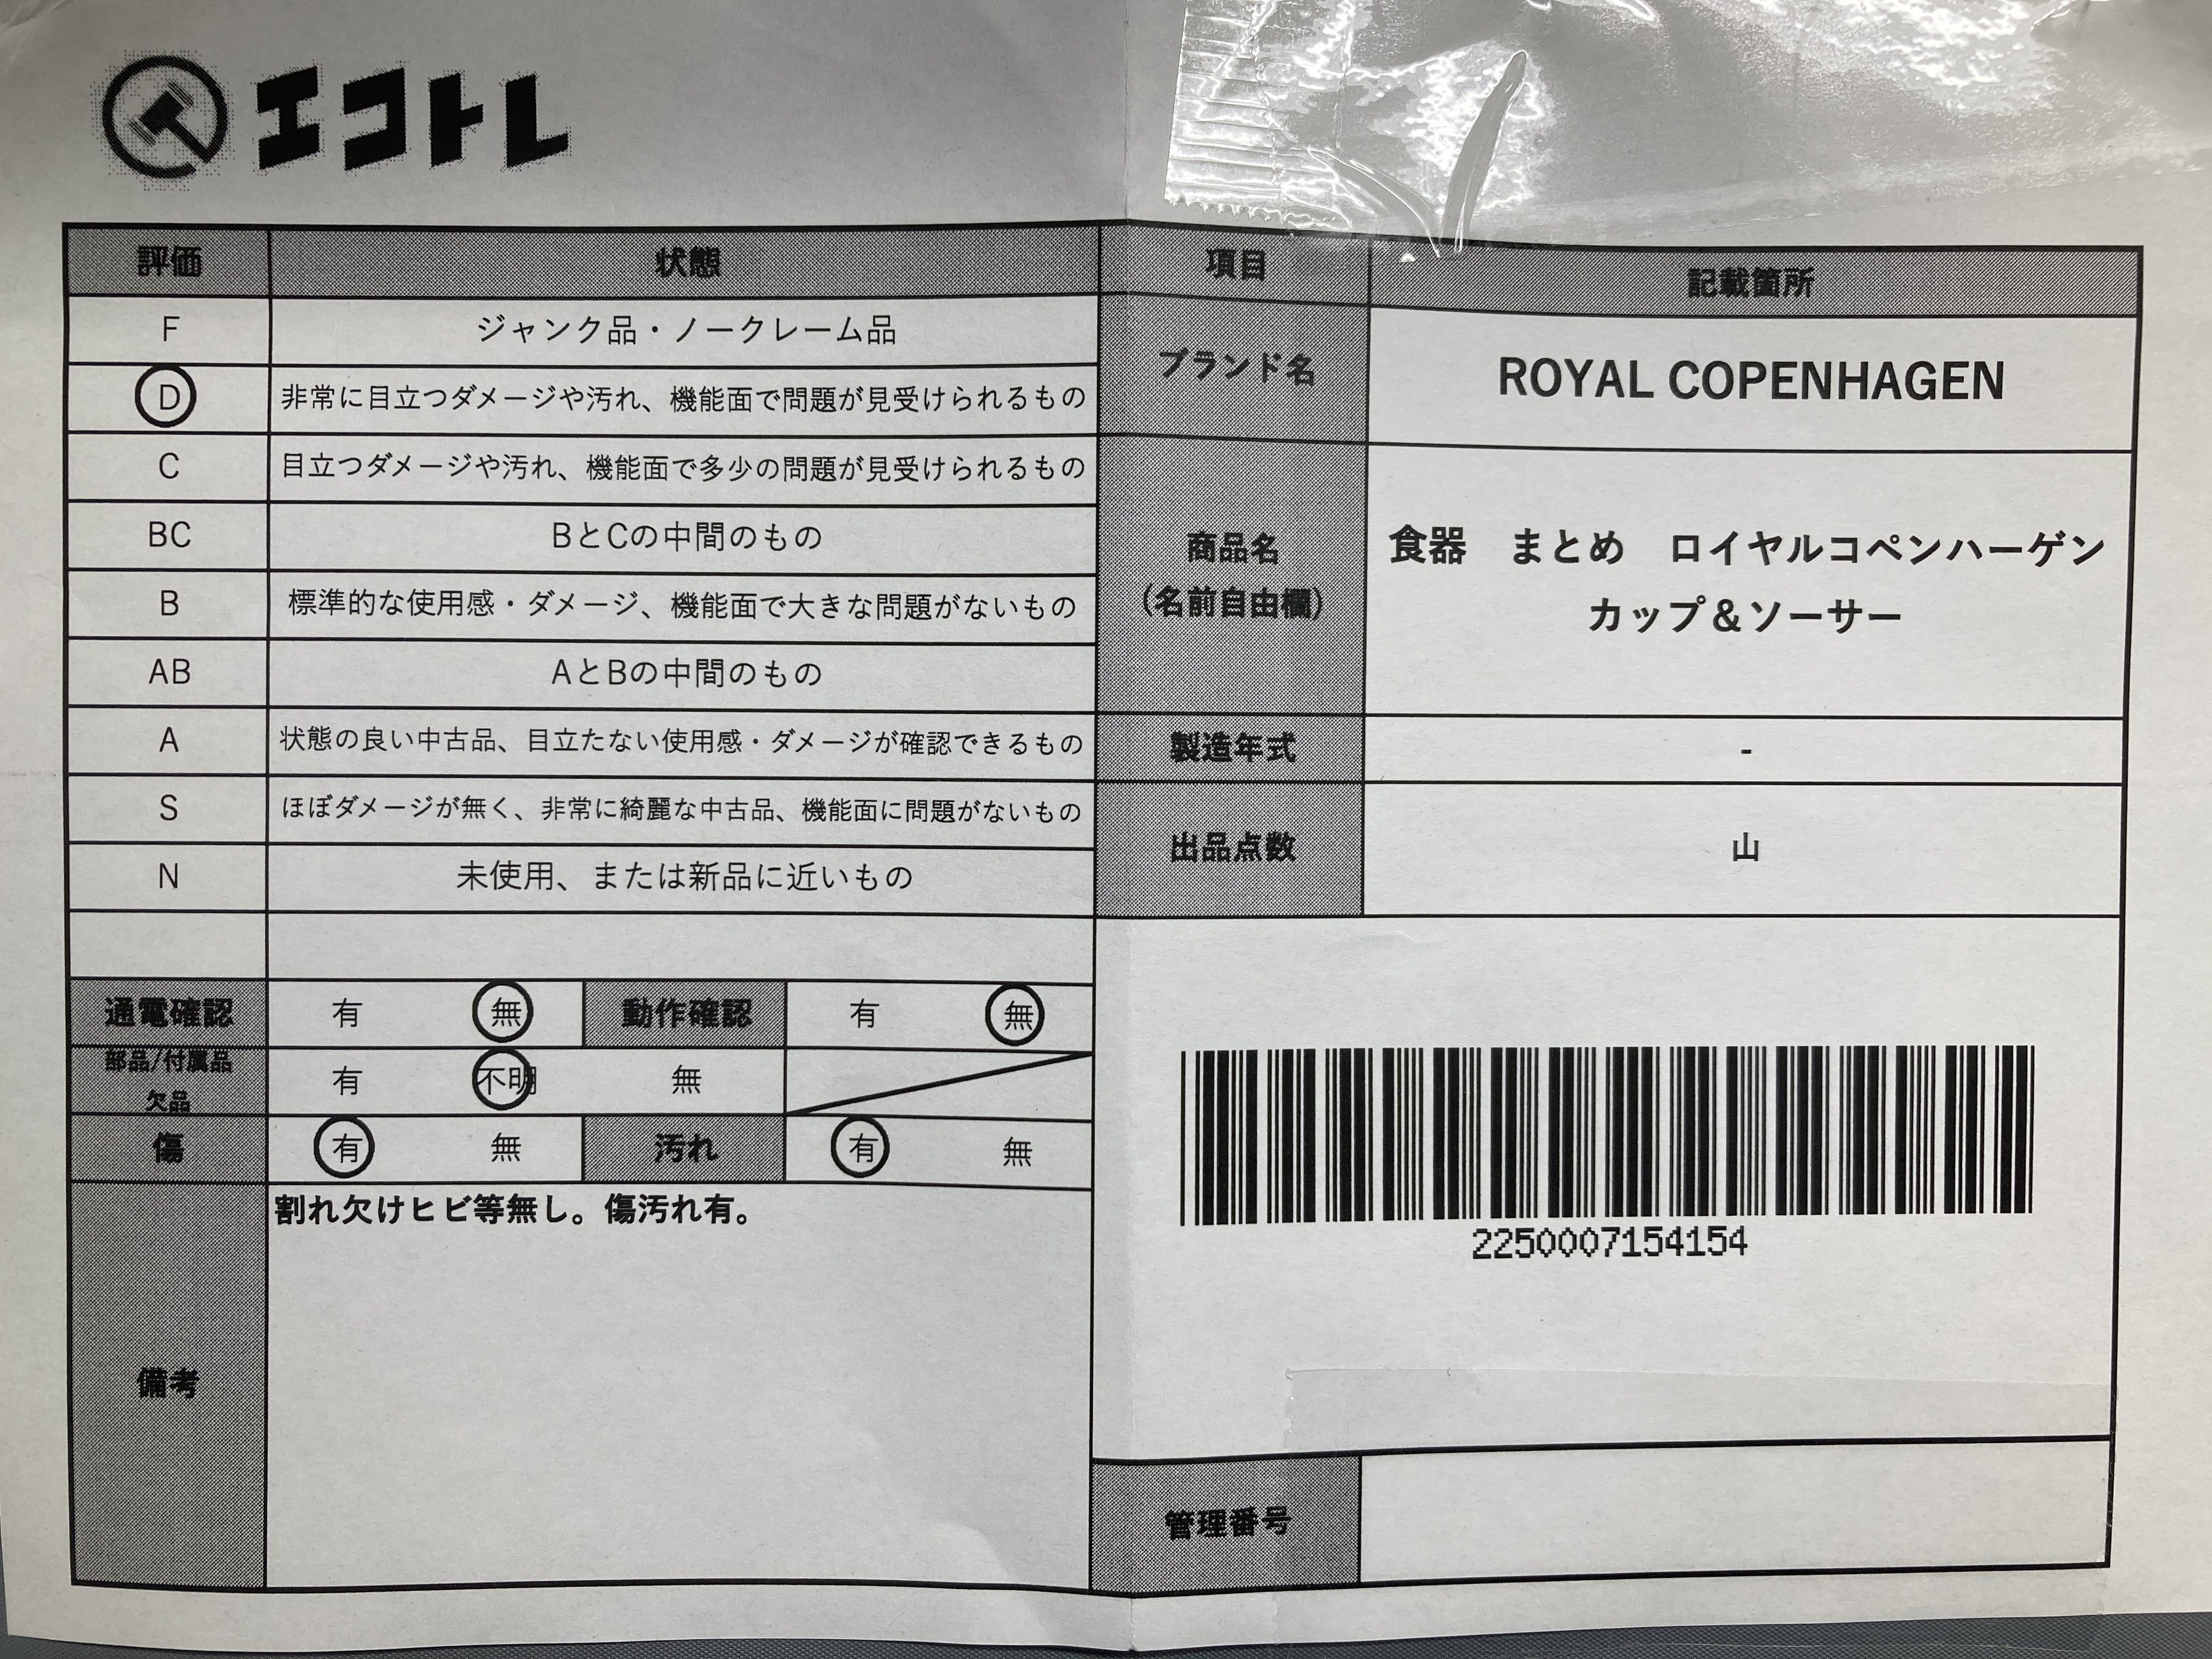 エコトレ
評価 状態
F ジャンク品・ノークレーム品
D 非常に目立つダメージや汚れ、機能面で問題が見受けられるもの
C 目立つダメージや汚れ、機能面で多少の問題が見受けられるもの
BC BとCの中間のもの
B 標準的な使用感・ダメージ、機能面で大きな問題がないもの
AB AとBの中間のもの
A 状態の良い中古品、目立たない使用感・ダメージが確認できるもの
S ほぼダメージが無く、非常に綺麗な中古品、機能面に問題がないもの
N 未使用、または新品に近いもの
通電確認 有 無 動作確認 有 無
部品/付属品
欠品
有 不明 無
傷 有 無 汚れ 有 無
備考
割れ欠けヒビ等無し。傷汚れ有。
項目 記載箇所
ブランド名 ROYAL COPENHAGEN
商品名
(名前自由欄)
食器 まとめ ロイヤルコペンハーゲン
カップ&ソーサー
製造年式 -
出品点数 山
2250007154154
管理番号